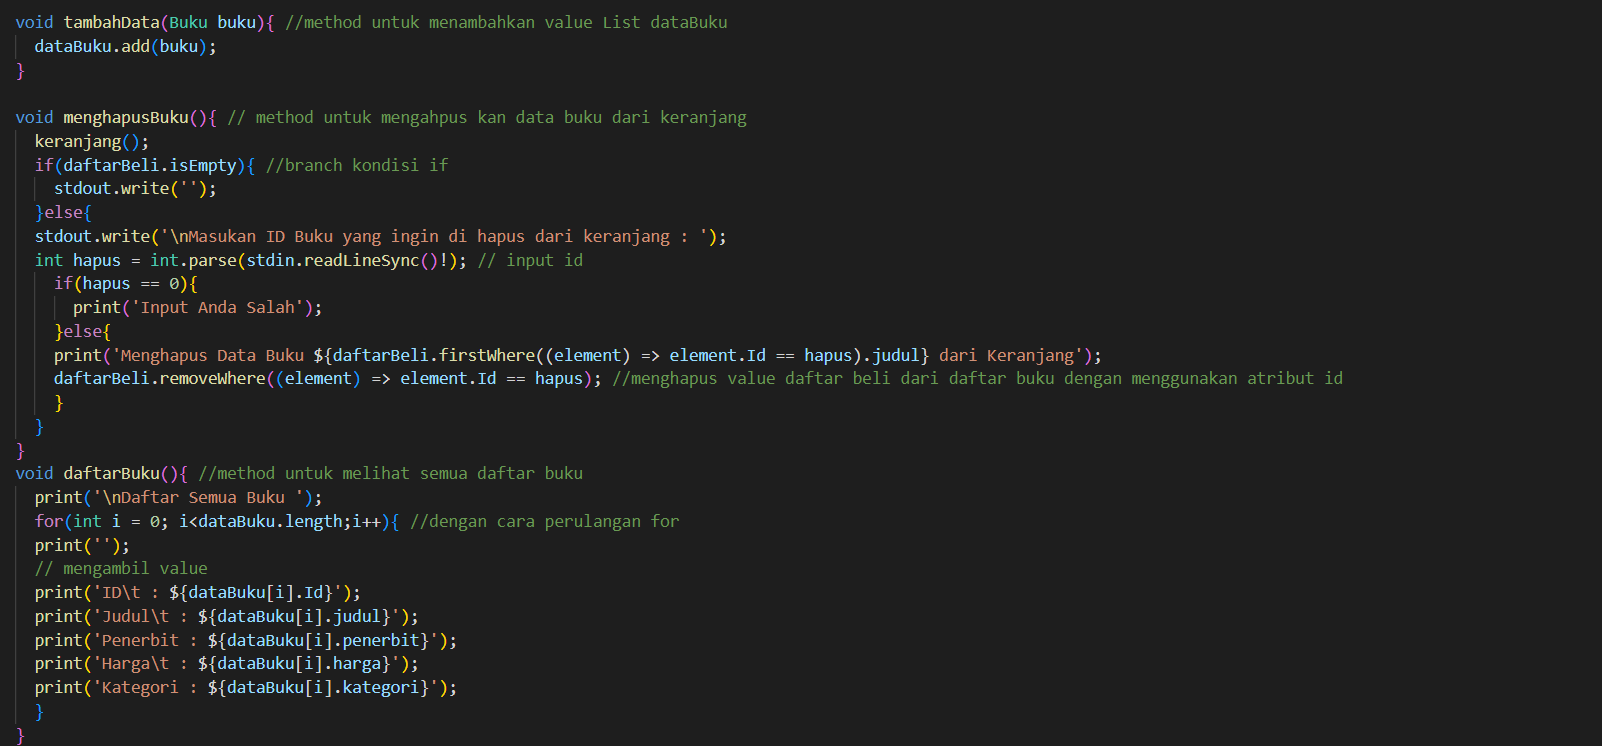 void tambahData(Buku buku){ //method untuk menambahkan value List dataBuku
  dataBuku.add(buku);
}

void menghapusBuku(){ // method untuk mengahpus kan data buku dari keranjang
  keranjang();
  if(daftarBeli.isEmpty){ //branch kondisi if
    stdout.write('');
  }else{
  stdout.write('\nMasukan ID Buku yang ingin di hapus dari keranjang : ');
  int hapus = int.parse(stdin.readLineSync()!); // input id
    if(hapus == 0){
      print('Input Anda Salah');
    }else{
    print('Menghapus Data Buku ${daftarBeli.firstWhere((element) => element.Id == hapus).judul} dari Keranjang');
    daftarBeli.removeWhere((element) => element.Id == hapus); //menghapus value daftar beli dari daftar buku dengan menggunakan atribut id
    }
  }
}
void daftarBuku(){ //method untuk melihat semua daftar buku
  print('\nDaftar Semua Buku ');
  for(int i = 0; i<dataBuku.length;i++){ //dengan cara perulangan for
  print('');
  // mengambil value
  print('ID\t : ${dataBuku[i].Id}');
  print('Judul\t : ${dataBuku[i].judul}');
  print('Penerbit : ${dataBuku[i].penerbit}');
  print('Harga\t : ${dataBuku[i].harga}');
  print('Kategori : ${dataBuku[i].kategori}');
  }
}